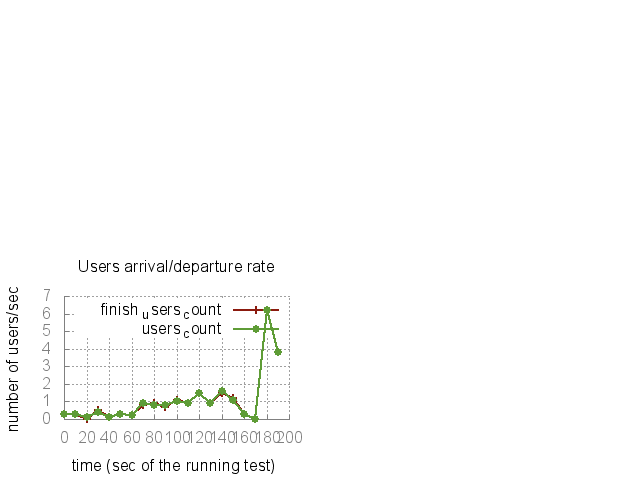 Users arrival/departure rate
number of users/sec
7
6
5
4
3
2
1
0
finish users count
users count
0 20 40 60 80 100 120 140 160 180 200
time (sec of the running test)